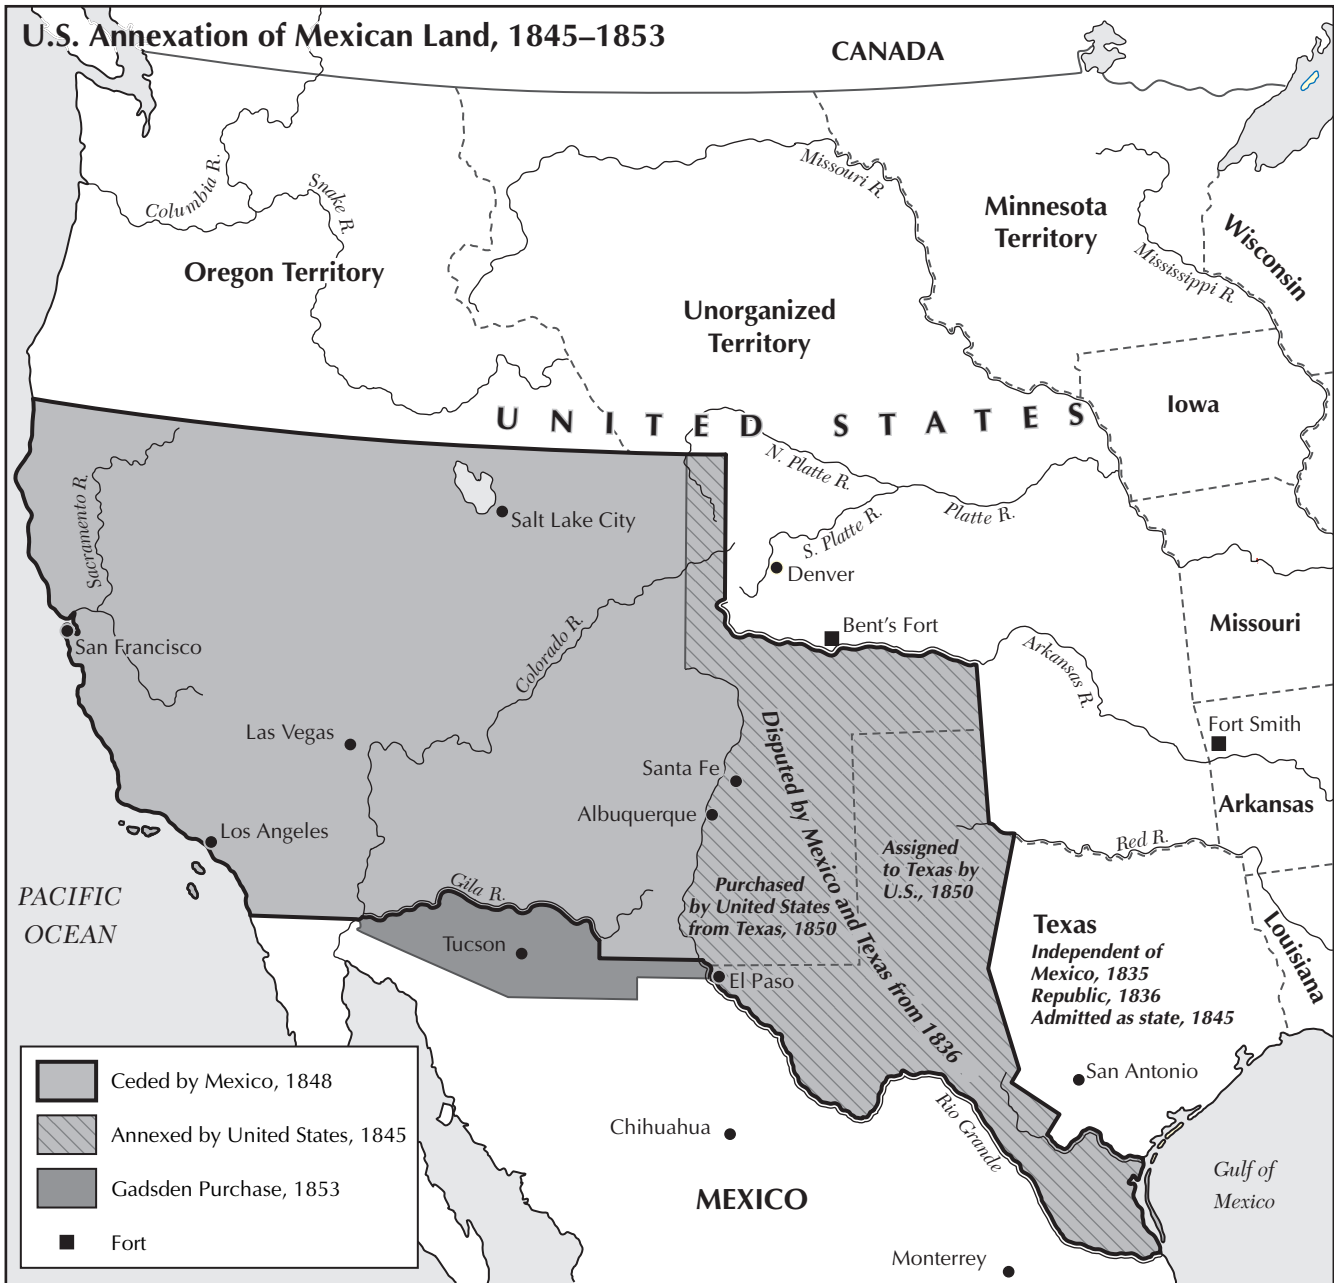 U.S. Annexation of Mexican Land, 1845–1853
CANADA
Columbia R.
Snake R.
Missouri R.
Minnesota
Territory
Wisconsin
Mississippi R.
Oregon Territory
Unorganized
Territory
Iowa
UNITED STATES
N. Platte R.
Platte R.
S. Platte R.
Sacramento R.
Salt Lake City
Denver
Bent's Fort
Missouri
San Francisco
Colorado R.
Arkansas R.
Fort Smith
Las Vegas
Santa Fe
Albuquerque
Disputed by Mexico and Texas from 1836
Arkansas
Los Angeles
Red R.
Assigned
to Texas by
U.S., 1850
Gila R.
Purchased
by United States
from Texas, 1850
PACIFIC
OCEAN
Tucson
El Paso
Texas
Independent of
Mexico, 1835
Republic, 1836
Admitted as state, 1845
Louisiana
San Antonio
Rio Grande
Chihuahua
MEXICO
Gulf of
Mexico
Monterrey
Ceded by Mexico, 1848
Annexed by United States, 1845
Gadsden Purchase, 1853
Fort